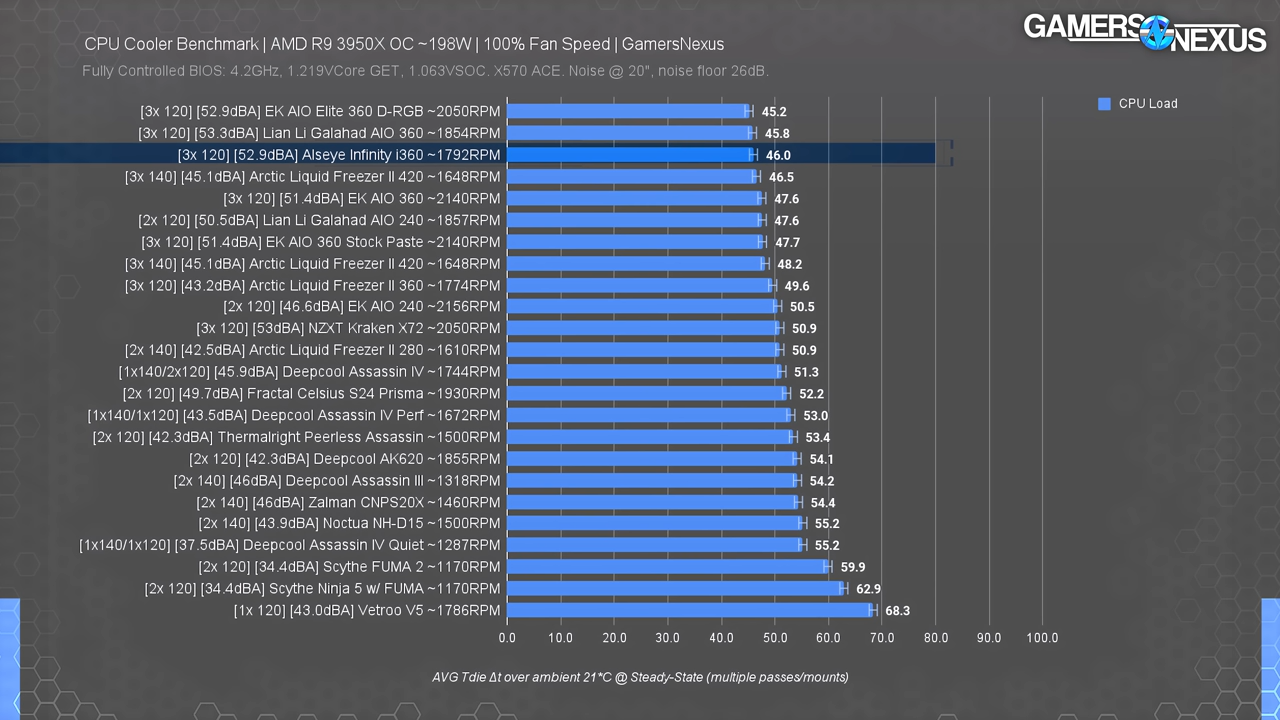 GAMERS NEXUS
CPU Cooler Benchmark | AMD R9 3950X OC ~198W | 100% Fan Speed | GamersNexus
Fully Controlled BIOS: 4.2GHz, 1.219VCore GET, 1.063VSOC. X570 ACE. Noise @ 20", noise floor 26dB.
CPU Load
[3x 120] [52.9dBA] EK AIO Elite 360 D-RGB ~2050RPM 45.2
[3x 120] [53.3dBA] Lian Li Galahad AIO 360 ~1854RPM 45.8
[3x 120] [52.9dBA] Alseye Infinity i360 ~1792RPM 46.0
[3x 140] [45.1dBA] Arctic Liquid Freezer II 420 ~1648RPM 46.5
[3x 120] [51.4dBA] EK AIO 360 ~2140RPM 47.6
[2x 120] [50.5dBA] Lian Li Galahad AIO 240 ~1857RPM 47.6
[3x 120] [51.4dBA] EK AIO 360 Stock Paste ~2140RPM 47.7
[3x 140] [45.1dBA] Arctic Liquid Freezer II 420 ~1648RPM 48.2
[3x 120] [43.2dBA] Arctic Liquid Freezer II 360 ~1774RPM 49.6
[2x 120] [46.6dBA] EK AIO 240 ~2156RPM 50.5
[3x 120] [53dBA] NZXT Kraken X72 ~2050RPM 50.9
[2x 140] [42.5dBA] Arctic Liquid Freezer II 280 ~1610RPM 50.9
[1x140/2x120] [45.9dBA] Deepcool Assassin IV ~1744RPM 51.3
[2x 120] [49.7dBA] Fractal Celsius S24 Prisma ~1930RPM 52.2
[1x140/1x120] [43.5dBA] Deepcool Assassin IV Perf ~1672RPM 53.0
[2x 120] [42.3dBA] Thermalright Peerless Assassin ~1500RPM 53.4
[2x 120] [42.3dBA] Deepcool AK620 ~1855RPM 54.1
[2x 140] [46dBA] Deepcool Assassin III ~1318RPM 54.2
[2x 140] [46dBA] Zalman CNPS20X ~1460RPM 54.4
[2x 140] [43.9dBA] Noctua NH-D15 ~1500RPM 55.2
[1x140/1x120] [37.5dBA] Deepcool Assassin IV Quiet ~1287RPM 55.2
[2x 120] [34.4dBA] Scythe FUMA 2 ~1170RPM 59.9
[2x 120] [34.4dBA] Scythe Ninja 5 w/ FUMA ~1170RPM 62.9
[1x 120] [43.0dBA] Vetroo V5 ~1786RPM 68.3
0.0 10.0 20.0 30.0 40.0 50.0 60.0 70.0 80.0 90.0 100.0
AVG Tdie Δt over ambient 21*C @ Steady-State (multiple passes/mounts)